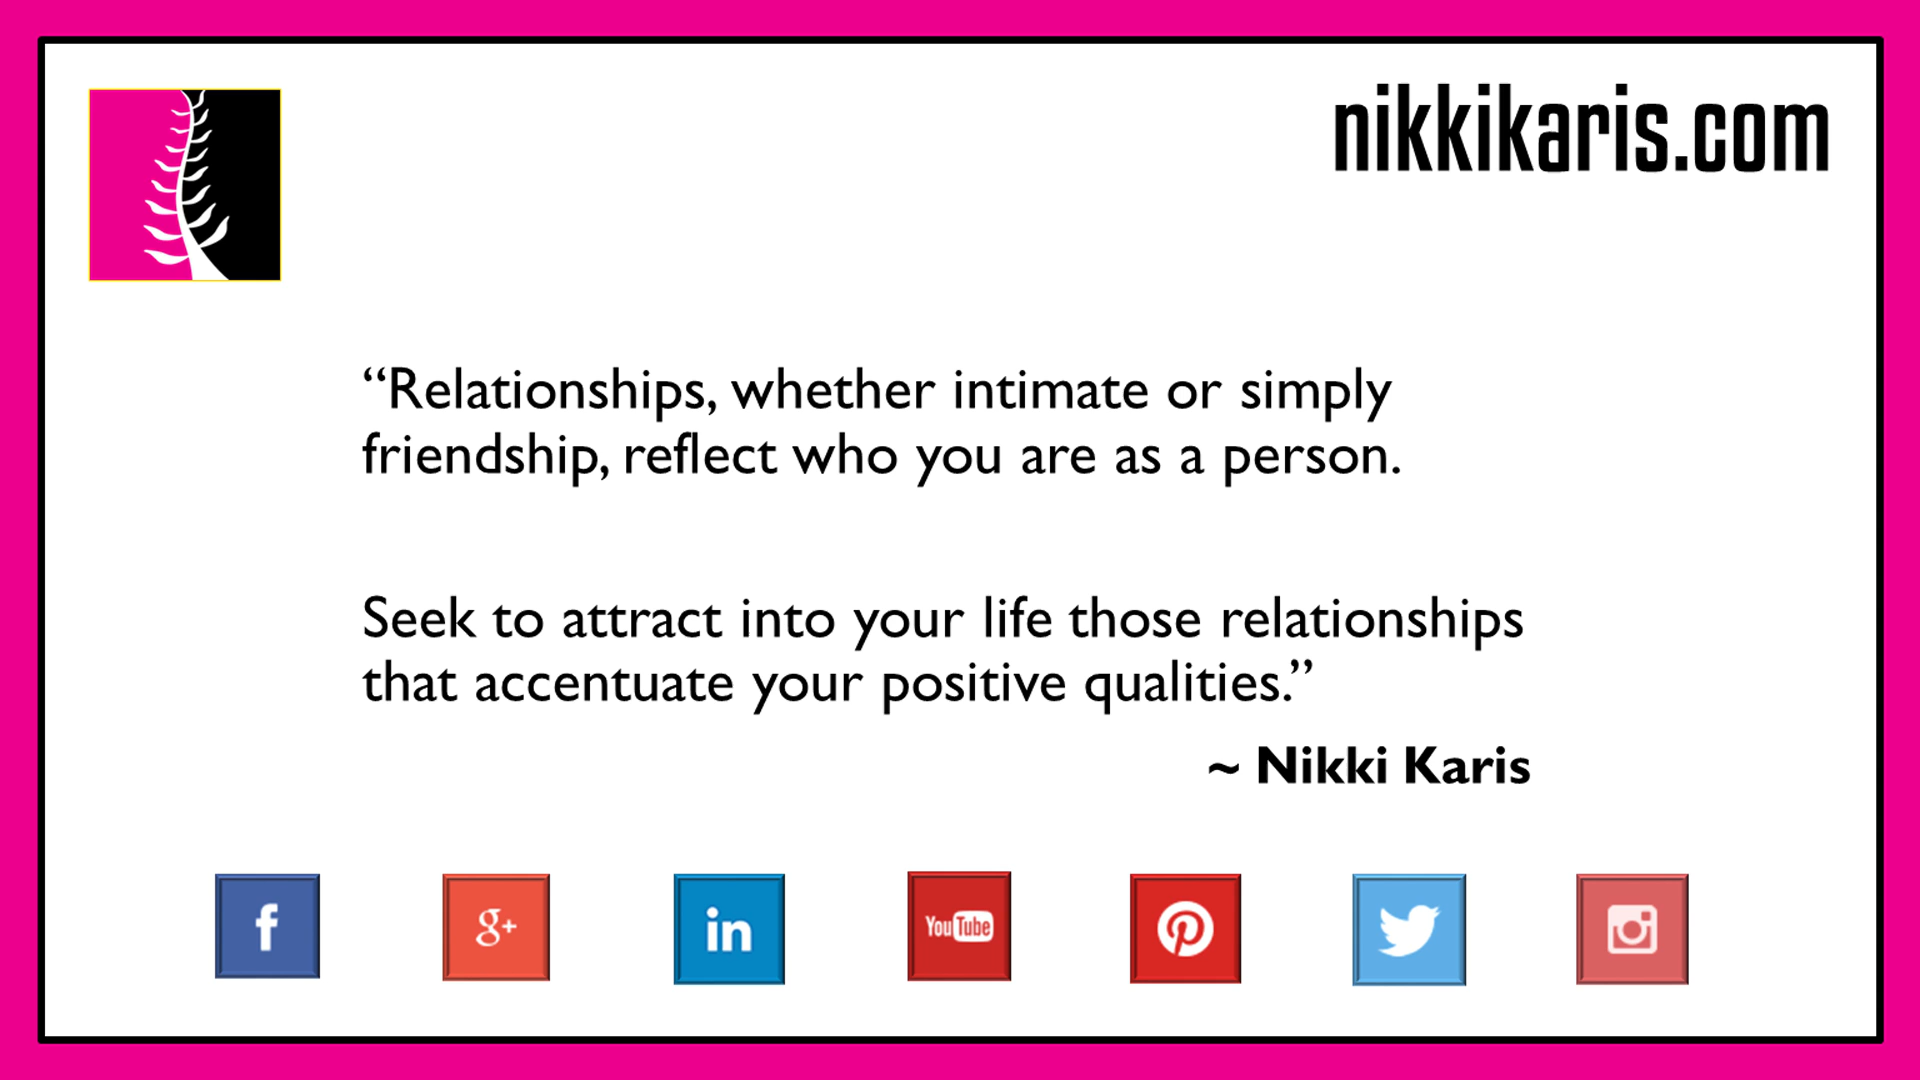 nikkikaris.com
“Relationships, whether intimate or simply
friendship, reflect who you are as a person.
Seek to attract into your life those relationships
that accentuate your positive qualities.”
~ Nikki Karis
f g+ in YouTube